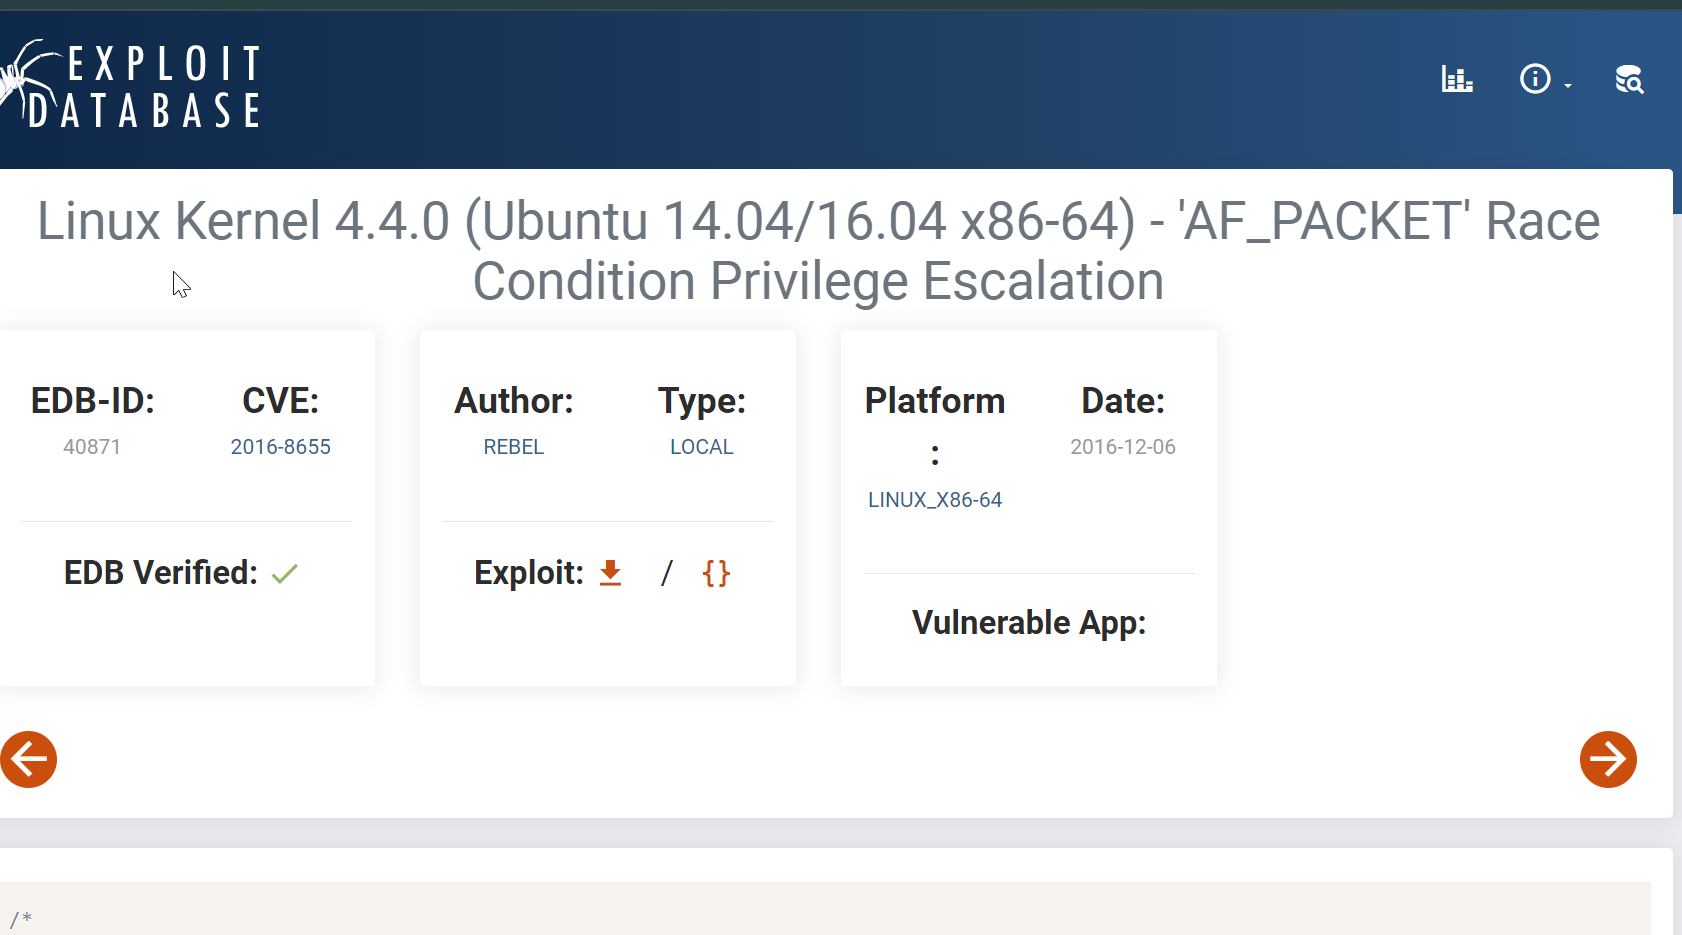 EXPLOIT
DATABASE
Linux Kernel 4.4.0 (Ubuntu 14.04/16.04 x86-64) - 'AF_PACKET' Race
Condition Privilege Escalation
EDB-ID:
40871
CVE:
2016-8655
EDB Verified:
Author:
REBEL
Type:
LOCAL
Exploit: / {}
Platform
:
LINUX_X86-64
Date:
2016-12-06
Vulnerable App:
/*